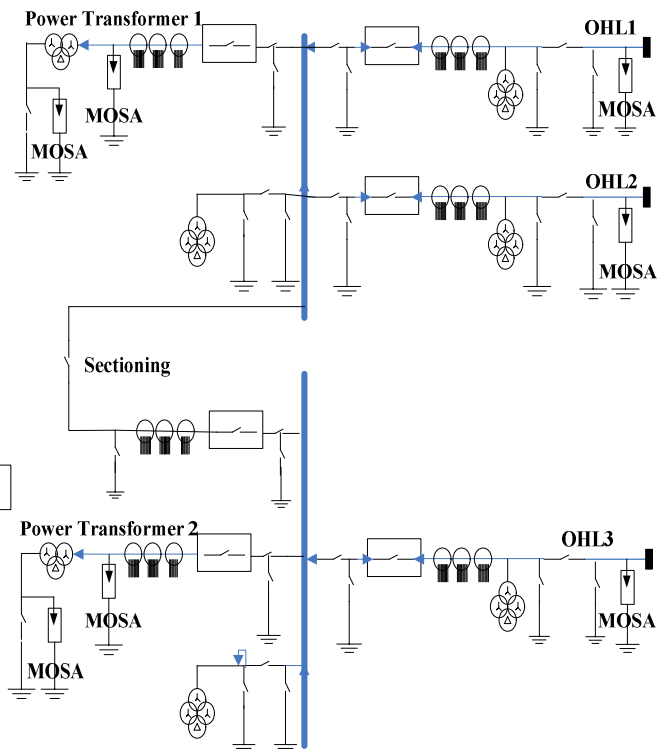 Power Transformer 1
OHL1
MOSA
MOSA
MOSA
OHL2
MOSA
Sectioning
Power Transformer 2
OHL3
MOSA
MOSA
MOSA